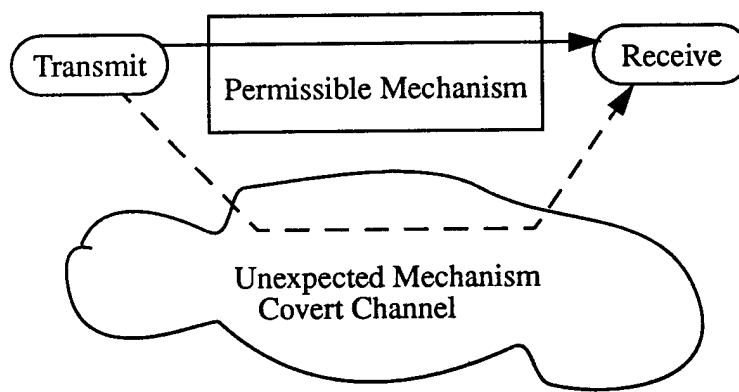 Transmit
Receive
Permissible Mechanism
Unexpected Mechanism
Covert Channel